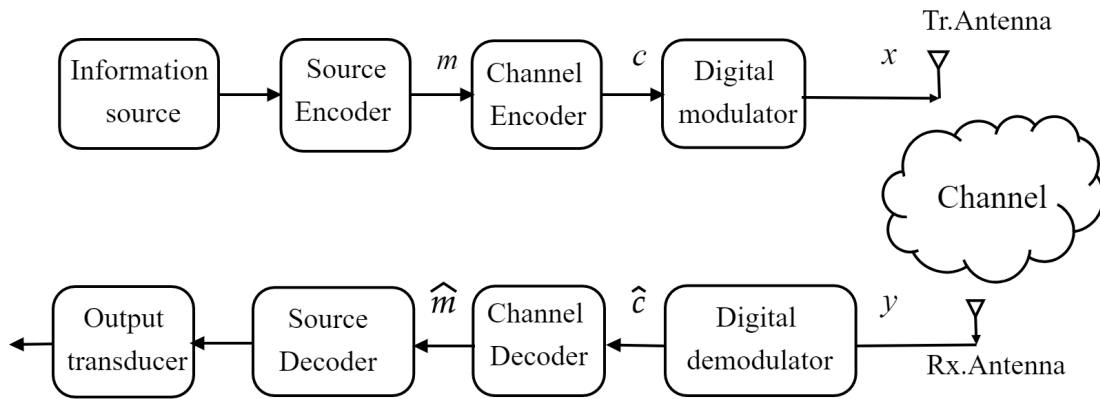 Tr.Antenna
Information
source
Source
Encoder
m
Channel
Encoder
c
Digital
modulator
x
Channel
Output
transducer
Source
Decoder
m̂
Channel
Decoder
ĉ
Digital
demodulator
y
Rx.Antenna